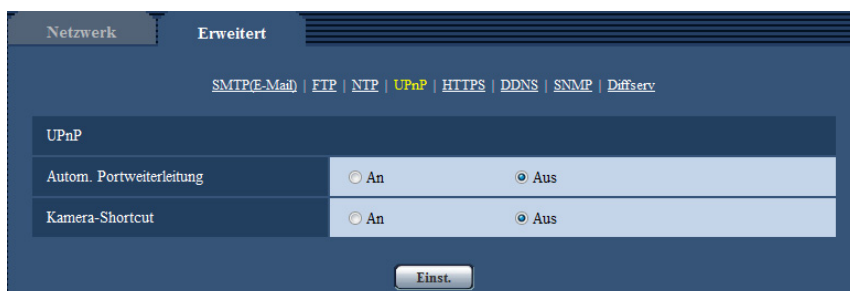 Netzwerk Erweitert
SMTP(E-Mail) | FTP | NTP | UPnP | HTTPS | DDNS | SNMP | Diffserv
UPnP
Autom. Portweiterleitung An Aus
Kamera-Shortcut An Aus
Einst.